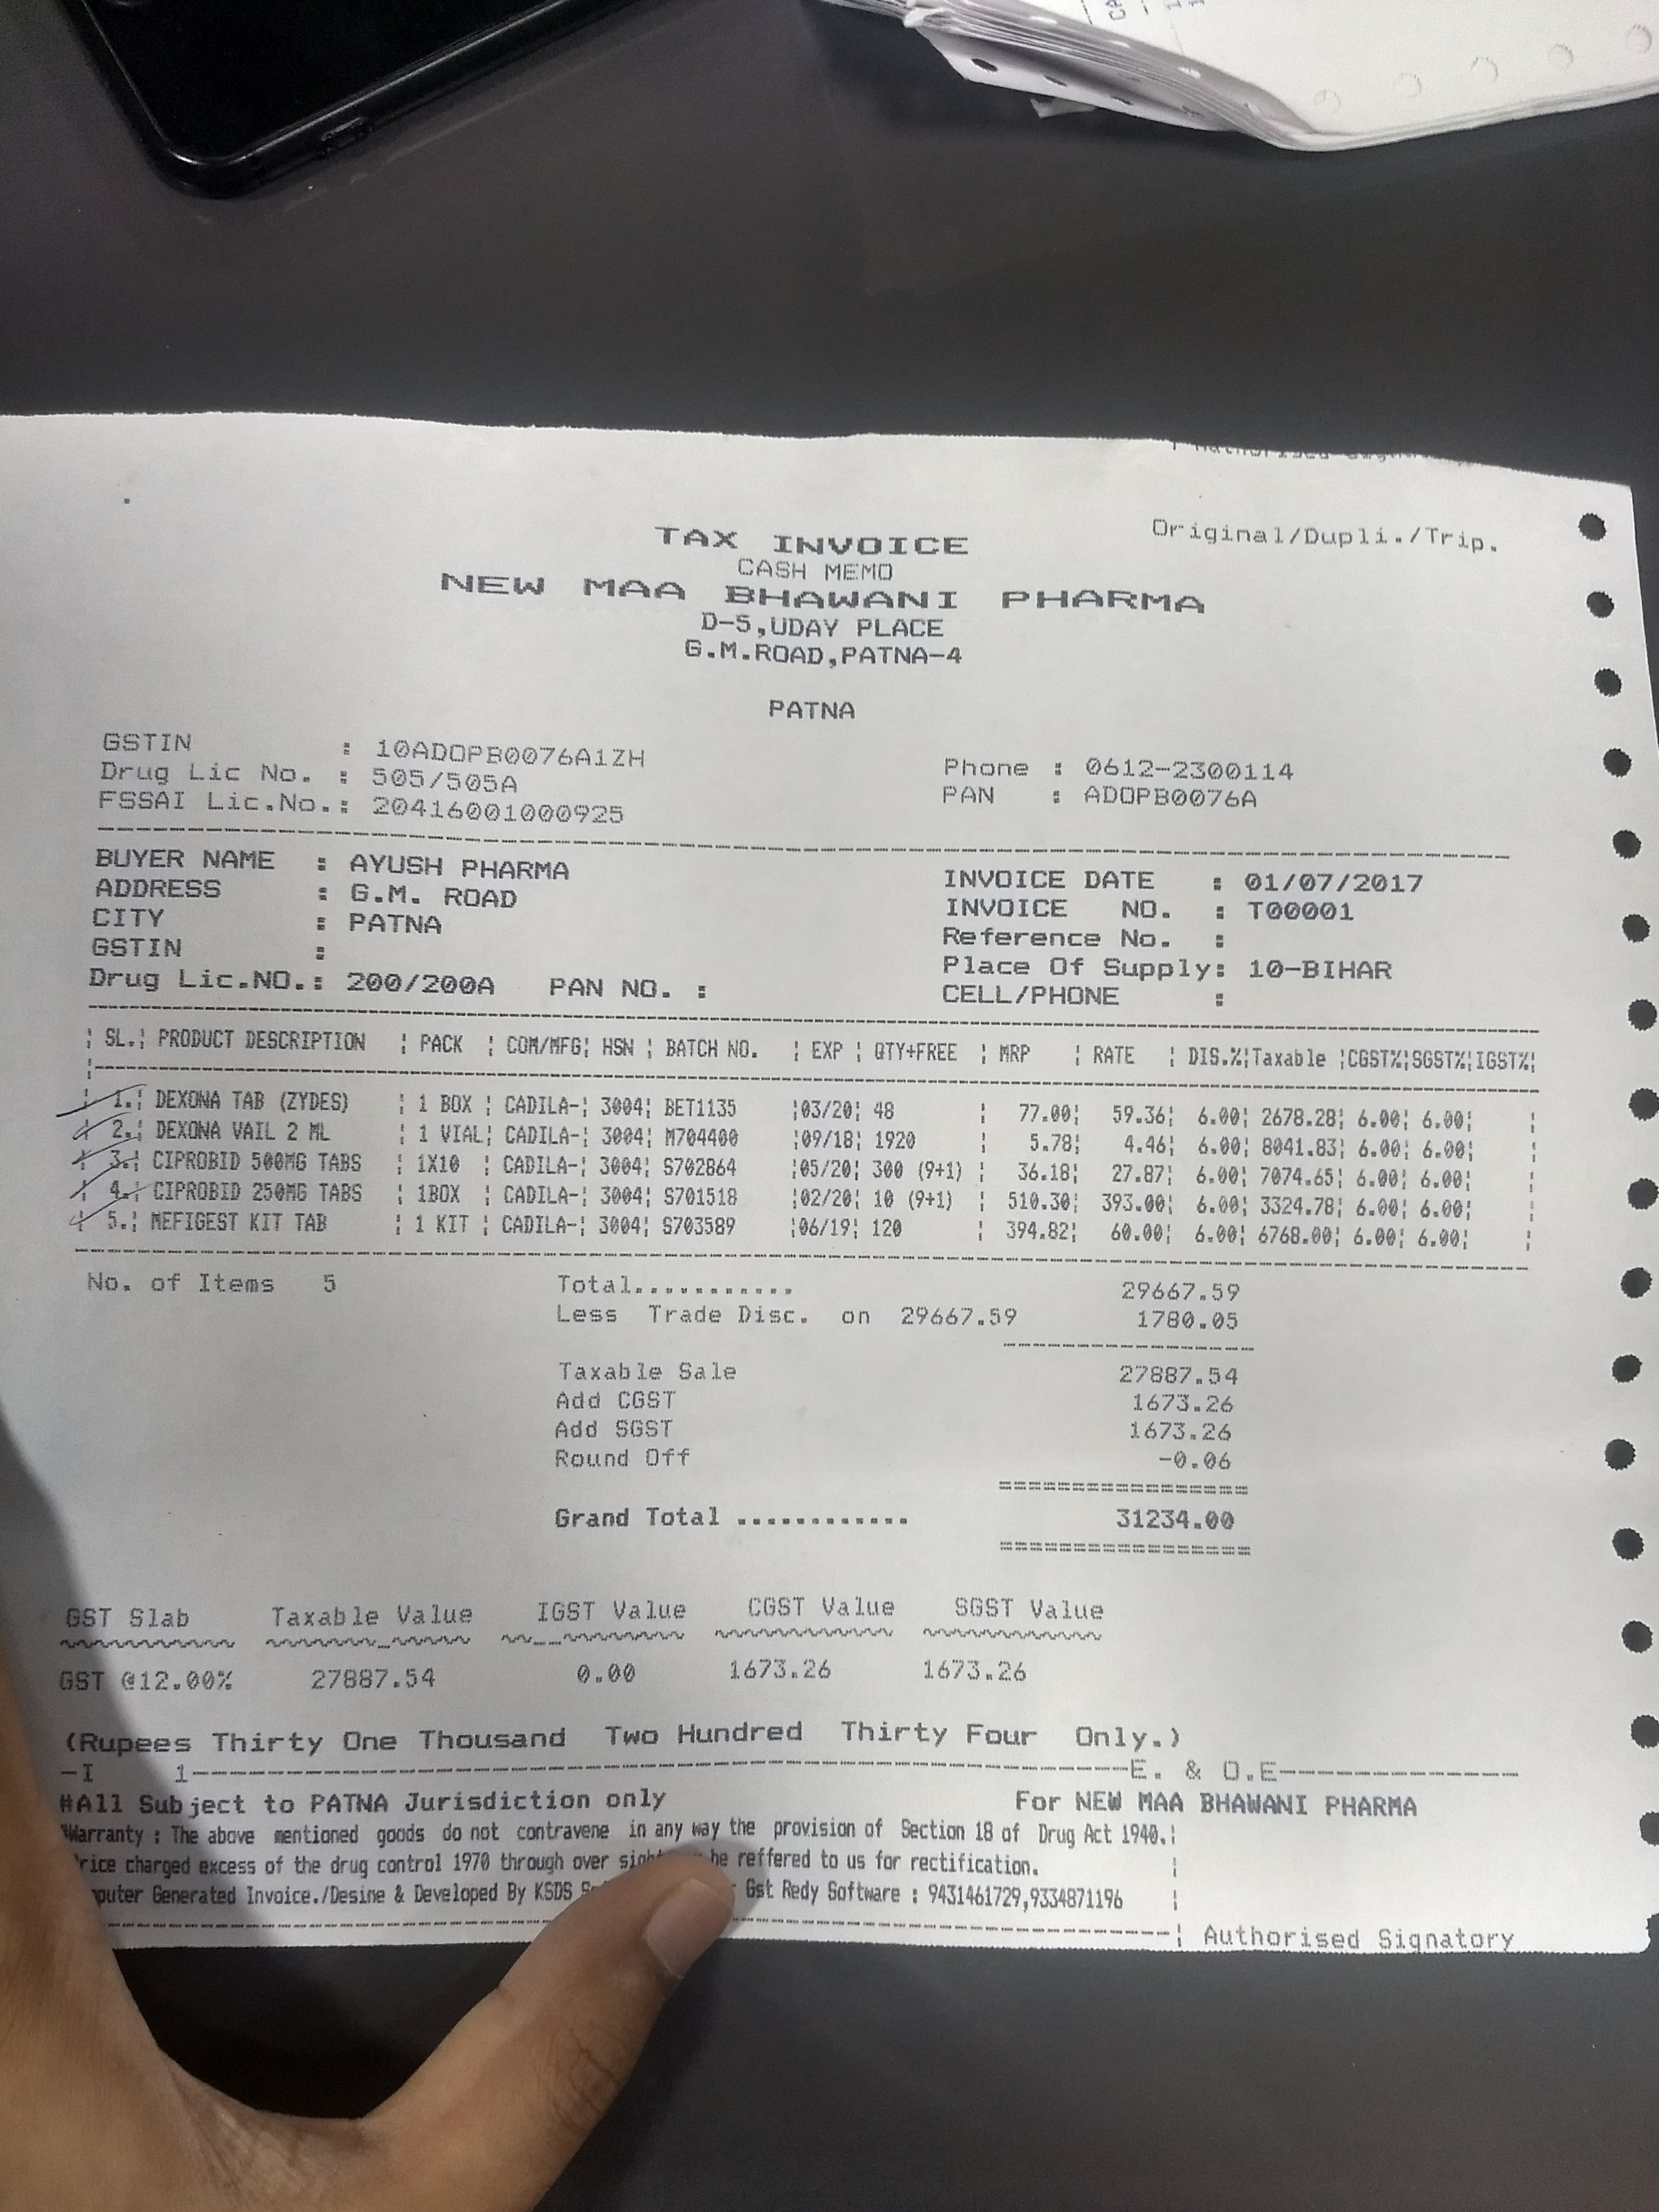 Original/Dupli./Trip.
TAX INVOICE
CASH MEMO
NEW MAA BHAWANI PHARMA
D-5,UDAY PLACE
G.M.ROAD,PATNA-4
PATNA
GSTIN : 10ADOPB0076A1ZH
Drug Lic No. : 505/505A Phone : 0612-2300114
FSSAI Lic.No.: 20416001000925 PAN : ADOPB0076A
BUYER NAME : AYUSH PHARMA INVOICE DATE : 01/07/2017
ADDRESS : G.M. ROAD INVOICE NO. : T00001
CITY : PATNA Reference No. :
GSTIN : Place Of Supply: 10-BIHAR
Drug Lic.NO.: 200/200A PAN NO. : CELL/PHONE :
¦ SL.¦ PRODUCT DESCRIPTION ¦ PACK ¦ COM/MFG¦ HSN ¦ BATCH NO. ¦ EXP ¦ QTY+FREE ¦ MRP ¦ RATE ¦ DIS.%¦Taxable ¦CGST%¦SGST%¦IGST%¦
¦ 1.¦ DEXONA TAB (ZYDES) ¦ 1 BOX ¦ CADILA-¦ 3004¦ BET1135 ¦03/20¦ 48 ¦ 77.00¦ 59.36¦ 6.00¦ 2678.28¦ 6.00¦ 6.00¦ ¦
¦ 2.¦ DEXONA VAIL 2 ML ¦ 1 VIAL¦ CADILA-¦ 3004¦ M704400 ¦09/18¦ 1920 ¦ 5.78¦ 4.46¦ 6.00¦ 8041.83¦ 6.00¦ 6.00¦ ¦
¦ 3.¦ CIPROBID 500MG TABS ¦ 1X10 ¦ CADILA-¦ 3004¦ S702864 ¦05/20¦ 300 (9+1) ¦ 36.18¦ 27.87¦ 6.00¦ 7074.65¦ 6.00¦ 6.00¦ ¦
¦ 4.¦ CIPROBID 250MG TABS ¦ 1BOX ¦ CADILA-¦ 3004¦ S701518 ¦02/20¦ 10 (9+1) ¦ 510.30¦ 393.00¦ 6.00¦ 3324.78¦ 6.00¦ 6.00¦ ¦
¦ 5.¦ MEFIGEST KIT TAB ¦ 1 KIT ¦ CADILA-¦ 3004¦ S703589 ¦06/19¦ 120 ¦ 394.82¦ 60.00¦ 6.00¦ 6768.00¦ 6.00¦ 6.00¦ ¦
No. of Items 5 Total........... 29667.59
Less Trade Disc. on 29667.59 1780.05
Taxable Sale 27887.54
Add CGST 1673.26
Add SGST 1673.26
Round Off -0.06
Grand Total ............ 31234.00
GST Slab Taxable Value IGST Value CGST Value SGST Value
GST @12.00% 27887.54 0.00 1673.26 1673.26
(Rupees Thirty One Thousand Two Hundred Thirty Four Only.)
-I 1---E. & O.E---
#All Subject to PATNA Jurisdiction only For NEW MAA BHAWANI PHARMA
Warranty : The above mentioned goods do not contravene in any way the provision of Section 18 of Drug Act 1940.¦
charged excess of the drug control 1970 through over be reffered to us for rectification. ¦
Generated Invoice./Desine & Developed By KSDS Gst Redy Software : 9431461729,9334871196 ¦
¦ Authorised Signatory